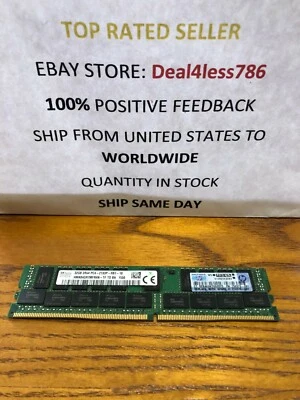 TOP RATED SELLER
EBAY STORE: Deal4less786
100% POSITIVE FEEDBACK
SHIP FROM UNITED STATES TO
WORLDWIDE
QUANTITY IN STOCK
SHIP SAME DAY